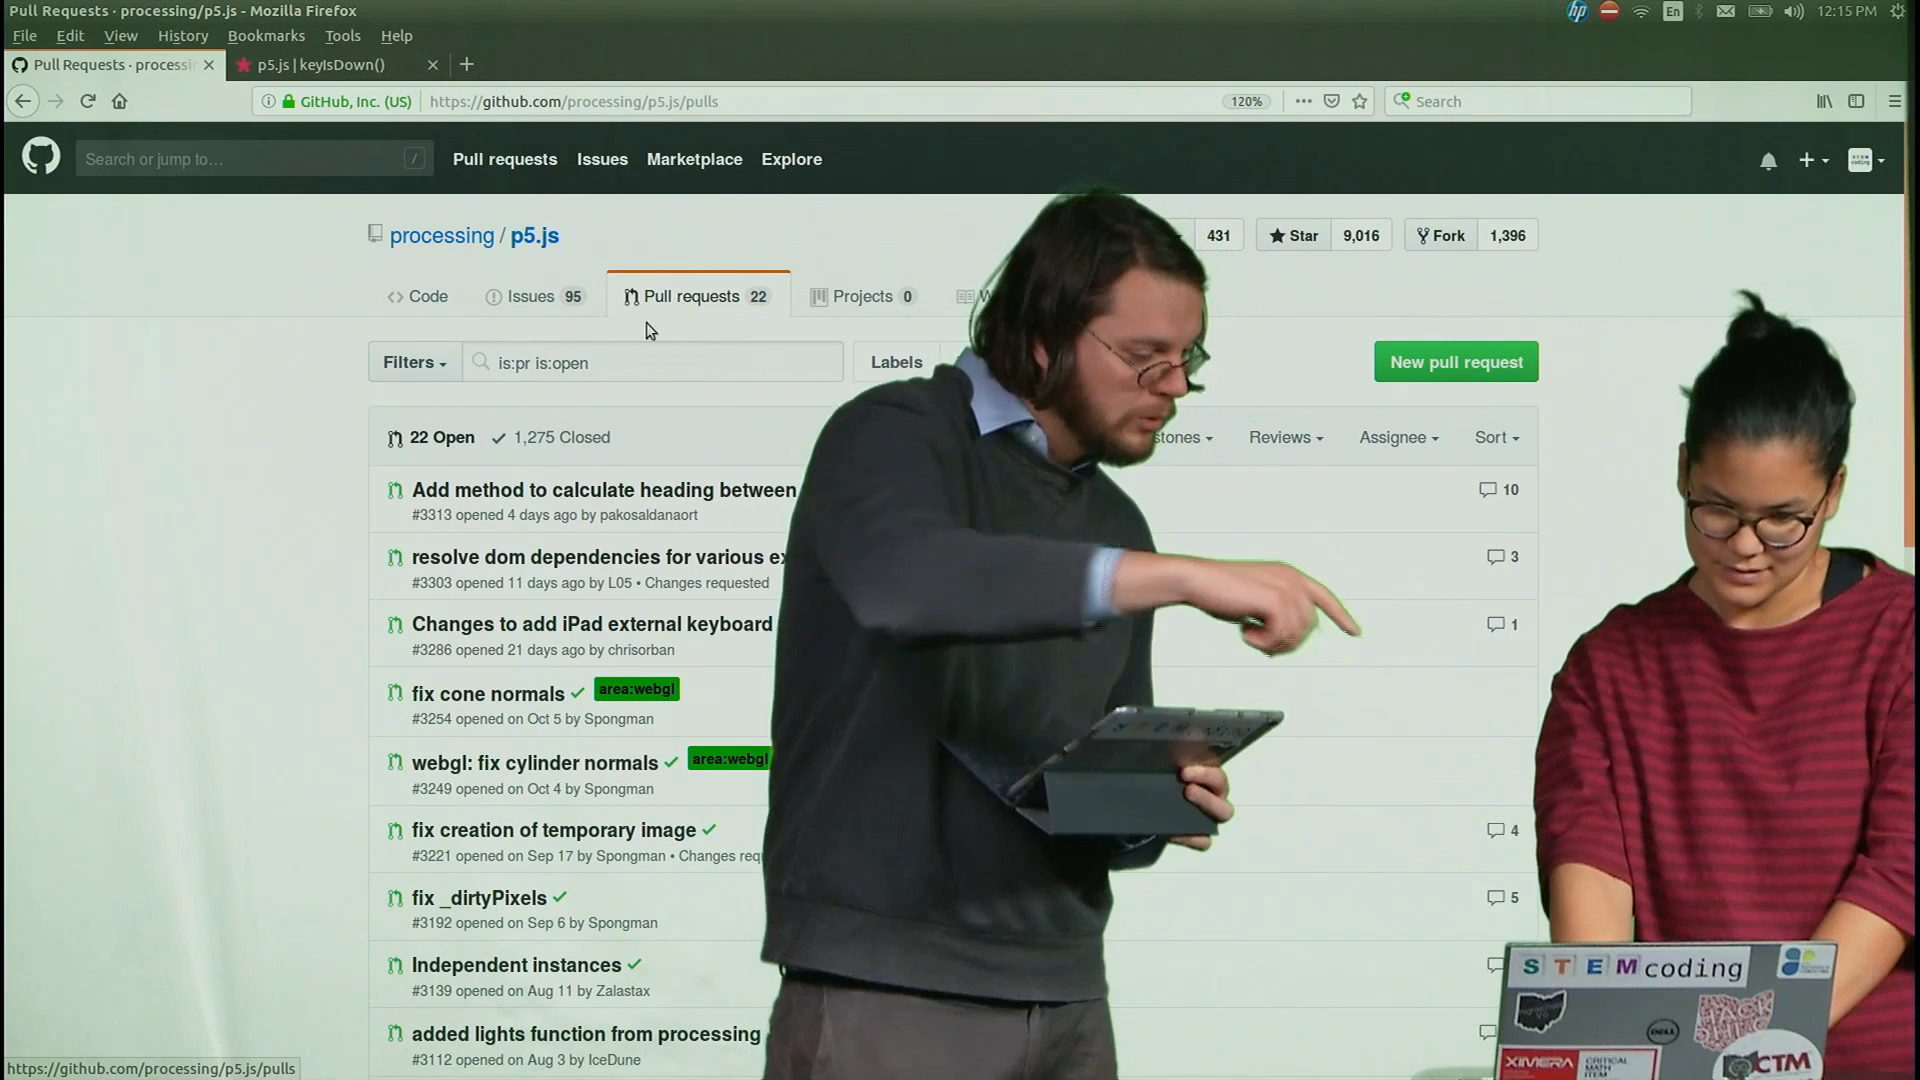 Pull Requests · processing/p5.js - Mozilla Firefox
hp
En
12:15 PM
File Edit View History Bookmarks Tools Help
Pull Requests · processi
p5.js | keyIsDown()
GitHub, Inc. (US)
https://github.com/processing/p5.js/pulls
120%
Search
Search or jump to…
/
Pull requests Issues Marketplace Explore
processing / p5.js
431
Star 9,016
Fork 1,396
Code
Issues 95
Pull requests 22
Projects 0
W
Filters
is:pr is:open
Labels
New pull request
22 Open
1,275 Closed
stones
Reviews
Assignee
Sort
Add method to calculate heading between
10
#3313 opened 4 days ago by pakosaldanaort
resolve dom dependencies for various ex
3
#3303 opened 11 days ago by L05 • Changes requested
Changes to add iPad external keyboard
1
#3286 opened 21 days ago by chrisorban
fix cone normals
area:webgl
#3254 opened on Oct 5 by Spongman
webgl: fix cylinder normals
area:webgl
#3249 opened on Oct 4 by Spongman
fix creation of temporary image
4
#3221 opened on Sep 17 by Spongman • Changes req
fix _dirtyPixels
5
#3192 opened on Sep 6 by Spongman
Independent instances
#3139 opened on Aug 11 by Zalastax
added lights function from processing
#3112 opened on Aug 3 by IceDune
https://github.com/processing/p5.js/pulls
STEMcoding
DELL
XIMERA
CRITICAL
MATH
ITEM
CTM